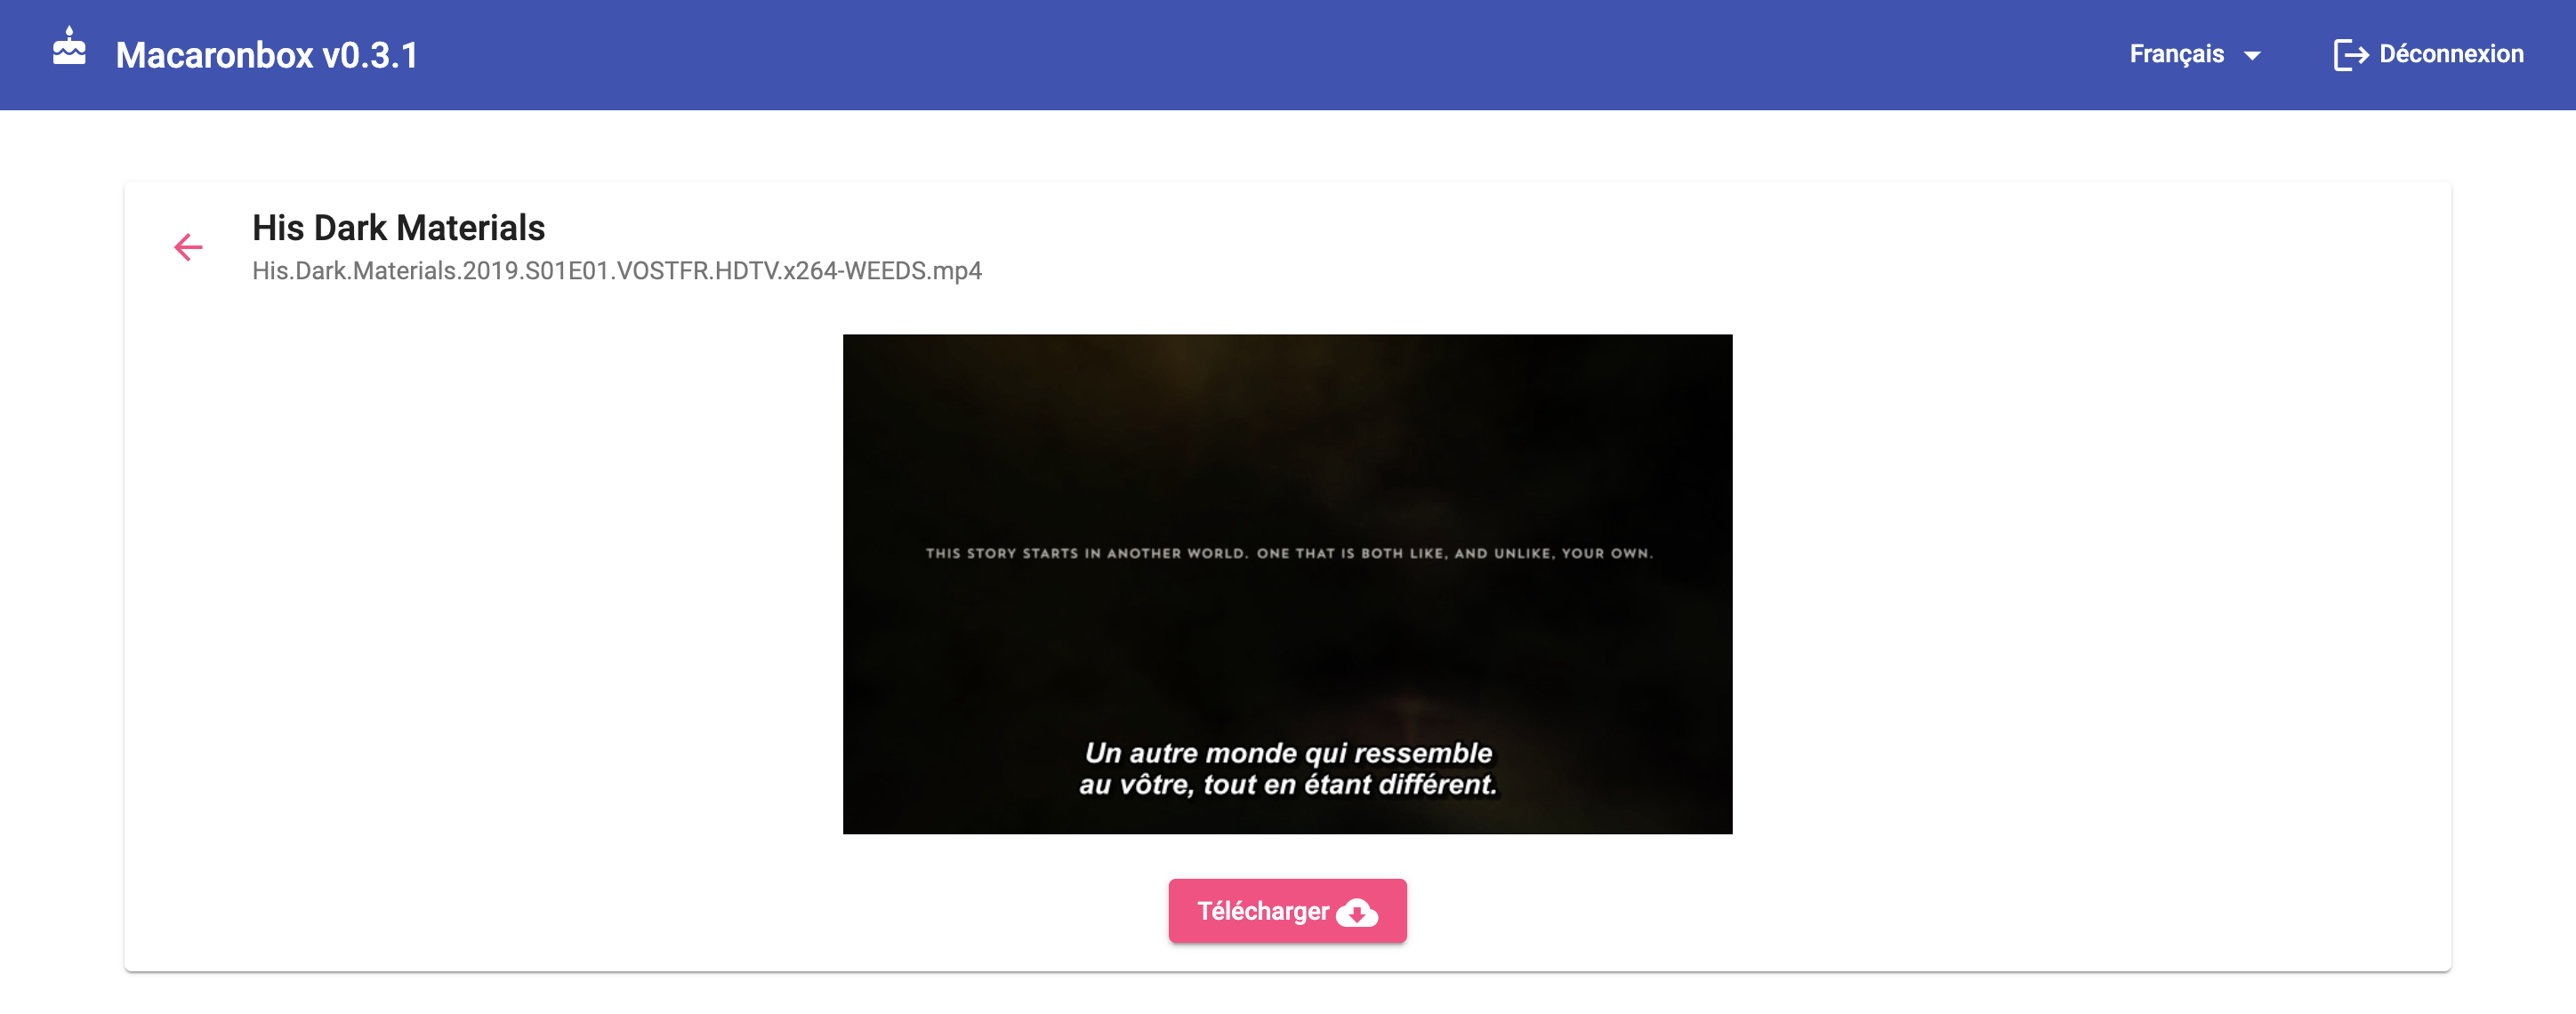 Macaronbox v0.3.1
Français
Déconnexion
His Dark Materials
His.Dark.Materials.2019.S01E01.VOSTFR.HDTV.x264-WEEDS.mp4
THIS STORY STARTS IN ANOTHER WORLD. ONE THAT IS BOTH LIKE, AND UNLIKE, YOUR OWN.
Un autre monde qui ressemble
au vôtre, tout en étant différent.
Télécharger